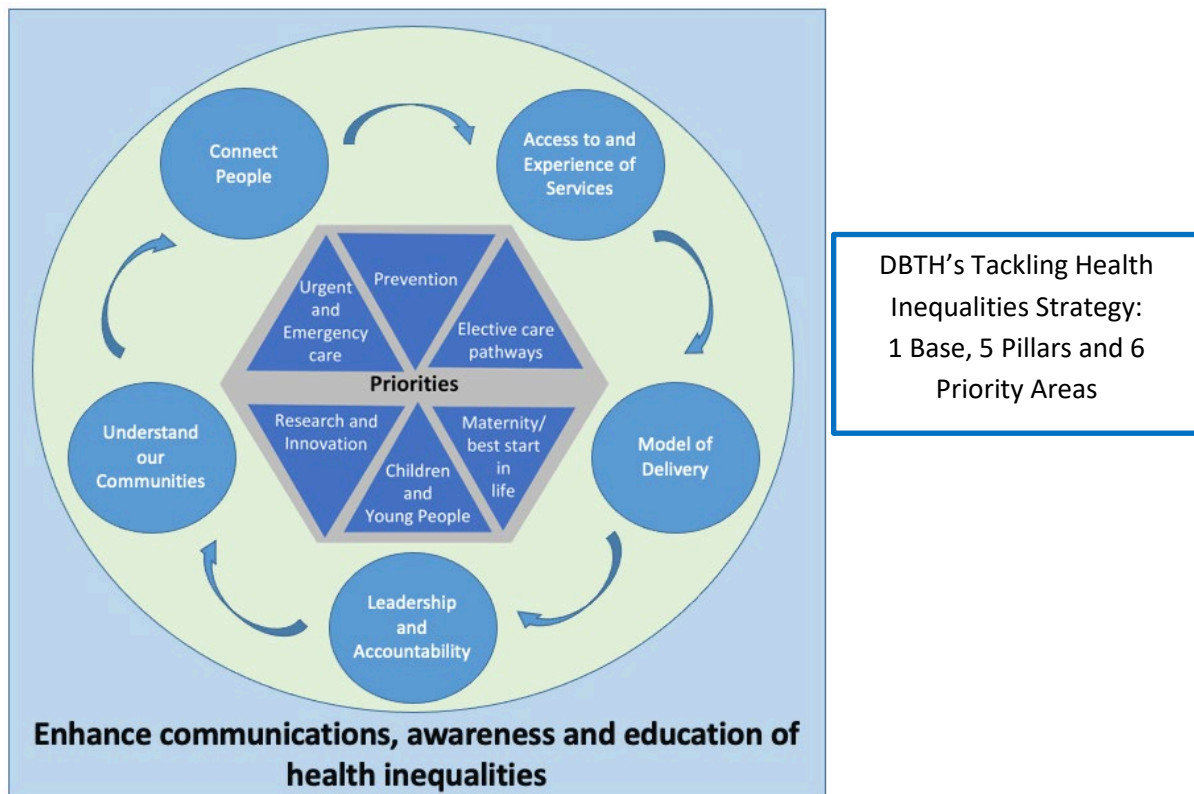 Connect
People
Access to and
Experience of
Services
Urgent
and
Emergency
care
Prevention
Elective care
pathways
Priorities
Research and
Innovation
Children
and
Young People
Maternity/
best start
in
life
Understand
our
Communities
Model of
Delivery
Leadership
and
Accountability
Enhance communications, awareness and education of
health inequalities
DBTH’s Tackling Health
Inequalities Strategy:
1 Base, 5 Pillars and 6
Priority Areas